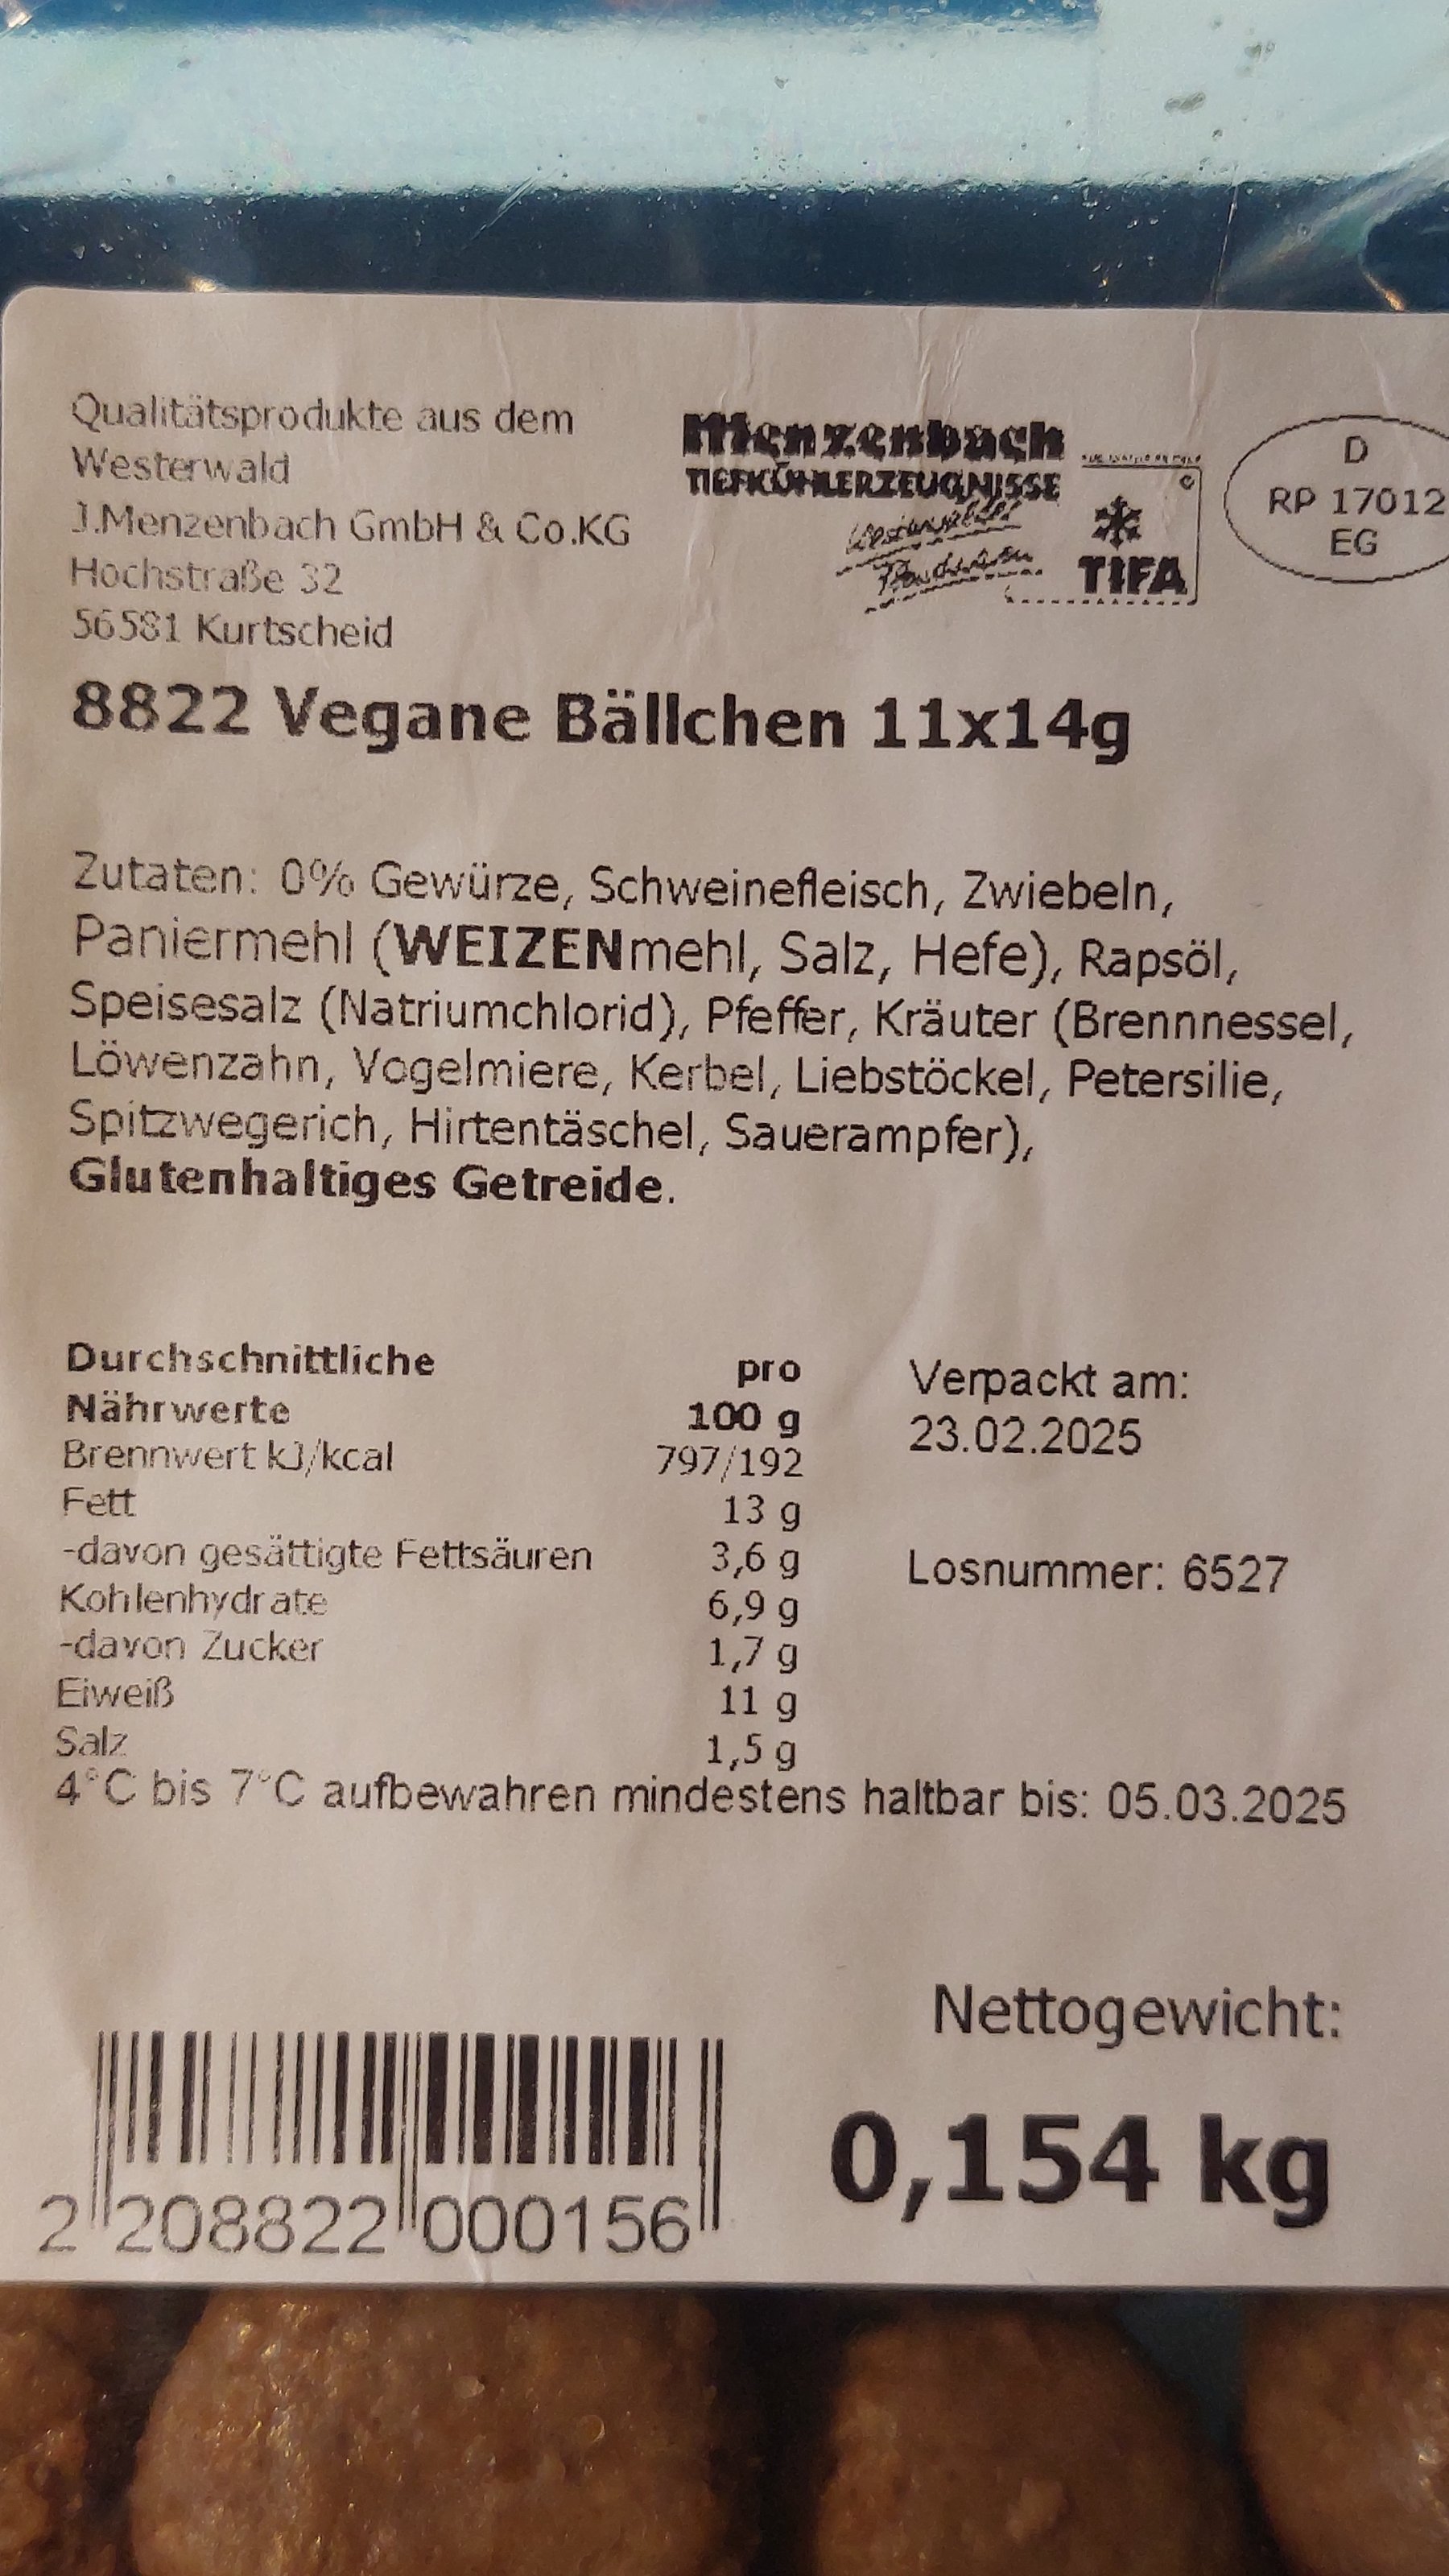 Qualitätsprodukte aus dem
Westerwald
J.Menzenbach GmbH & Co.KG
Hochstraße 32
56581 Kurtscheid
Menzenbach
TIEFKÜHLERZEUGNISSE
Westerwälder
TIFA
D
RP 17012
EG
8822 Vegane Bällchen 11x14g
Zutaten: 0% Gewürze, Schweinefleisch, Zwiebeln,
Paniermehl (WEIZENmehl, Salz, Hefe), Rapsöl,
Speisesalz (Natriumchlorid), Pfeffer, Kräuter (Brennnessel,
Löwenzahn, Vogelmiere, Kerbel, Liebstöckel, Petersilie,
Spitzwegerich, Hirtentäschel, Sauerampfer),
Glutenhaltiges Getreide.
Durchschnittliche pro
Nährwerte 100 g
Brennwert kJ/kcal 797/192
Fett 13 g
-davon gesättigte Fettsäuren 3,6 g
Kohlenhydrate 6,9 g
-davon Zucker 1,7 g
Eiweiß 11 g
Salz 1,5 g
Verpackt am:
23.02.2025
Losnummer: 6527
4°C bis 7°C aufbewahren mindestens haltbar bis: 05.03.2025
Nettogewicht:
0,154 kg
2 208822 000156